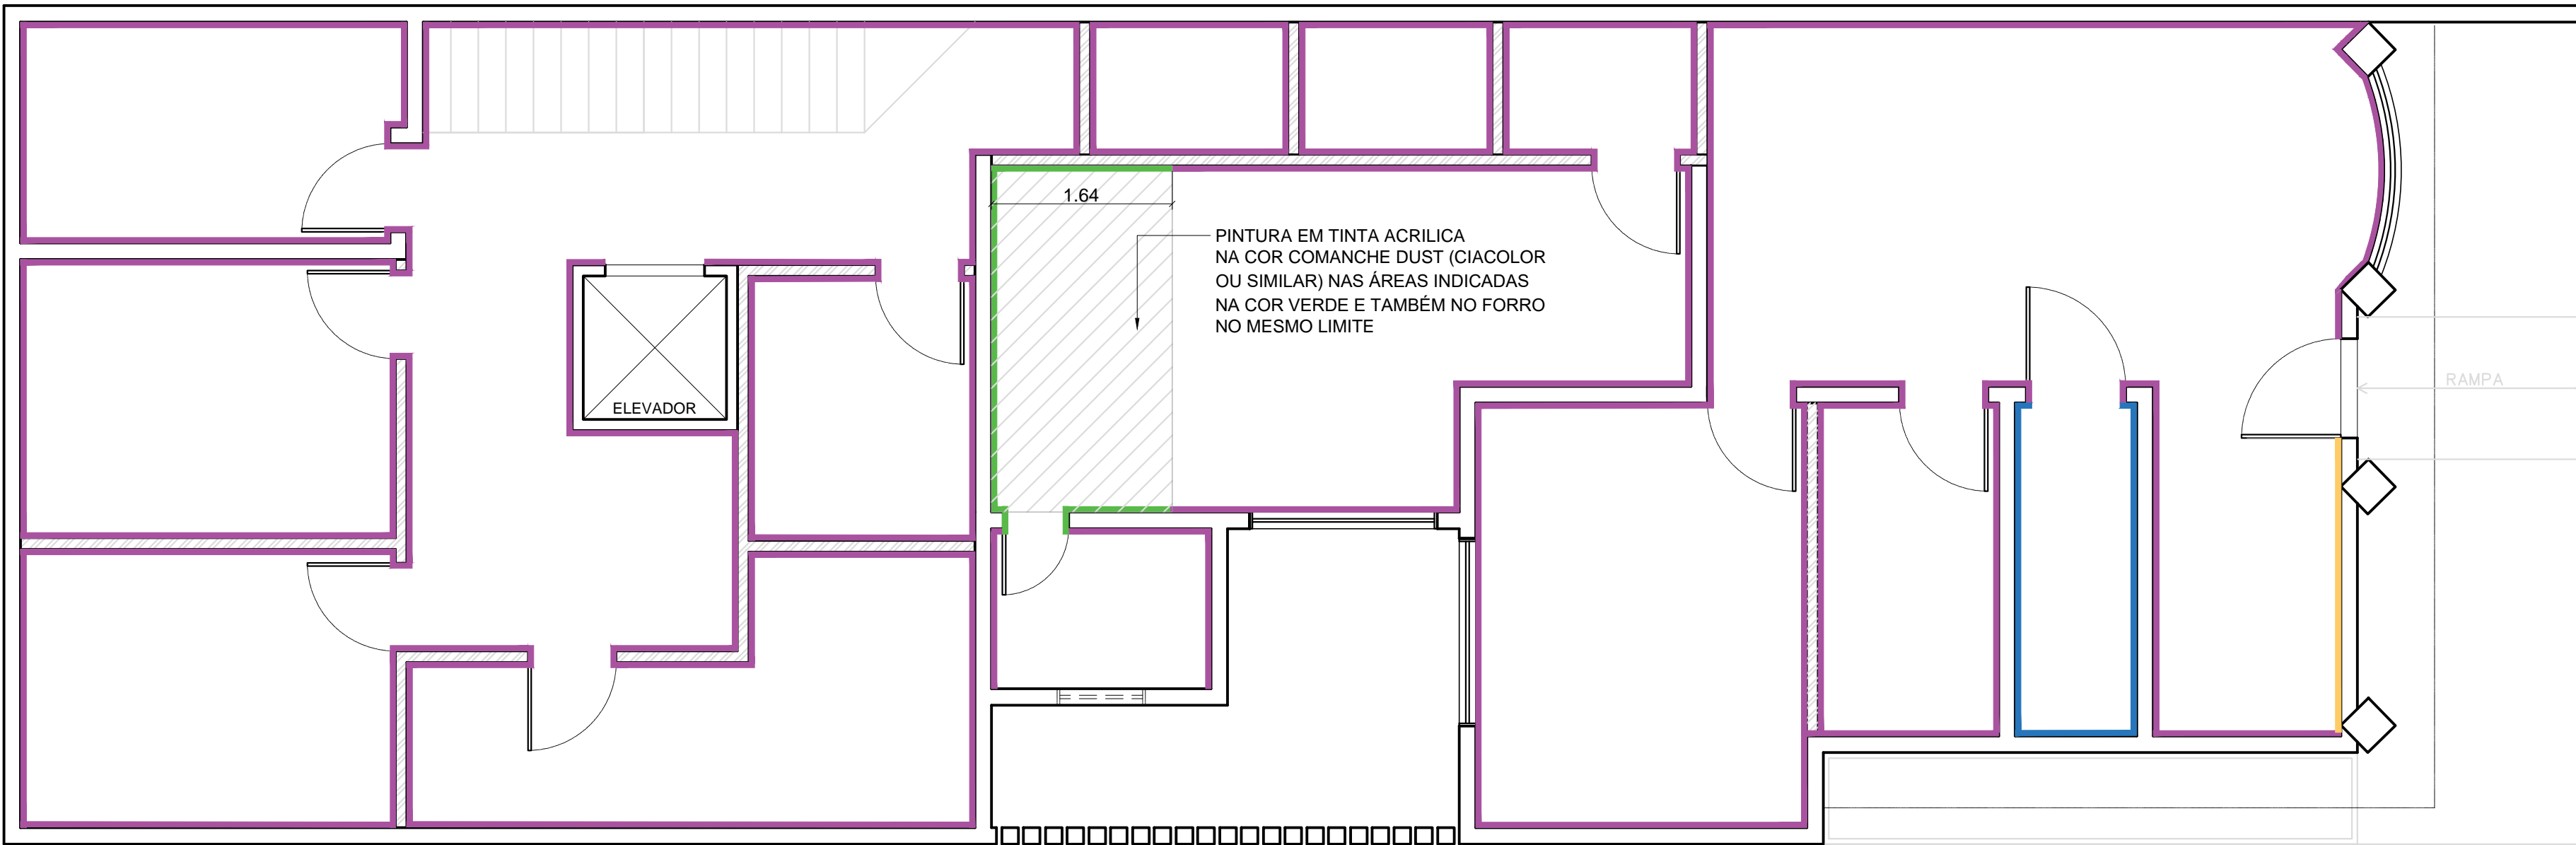 1.64
PINTURA EM TINTA ACRILICA
NA COR COMANCHE DUST (CIACOLOR
OU SIMILAR) NAS ÁREAS INDICADAS
NA COR VERDE E TAMBÉM NO FORRO
NO MESMO LIMITE
RAMPA
ELEVADOR